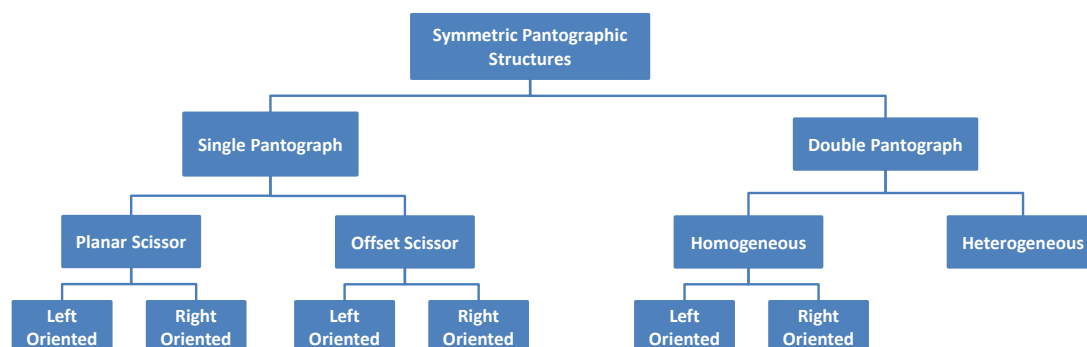 Symmetric Pantographic
Structures
Single Pantograph
Double Pantograph
Planar Scissor
Offset Scissor
Homogeneous
Heterogeneous
Left
Oriented
Right
Oriented
Left
Oriented
Right
Oriented
Left
Oriented
Right
Oriented